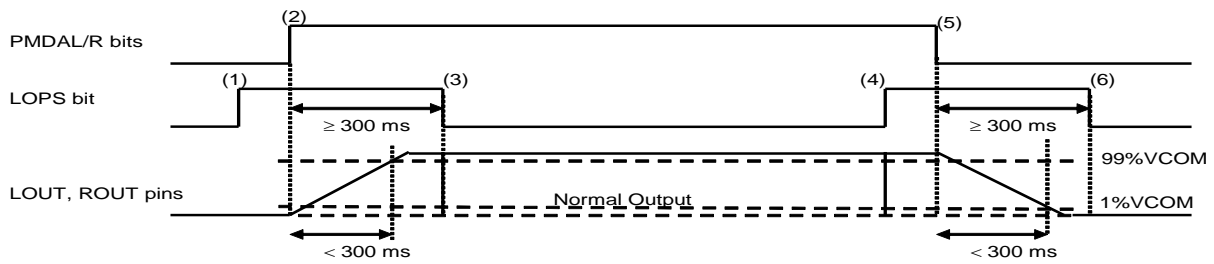 (2)
(5)
PMDAL/R bits
(1)
(3)
(4)
(6)
LOPS bit
≥ 300 ms
≥ 300 ms
99%VCOM
LOUT, ROUT pins
Normal Output
1%VCOM
< 300 ms
< 300 ms